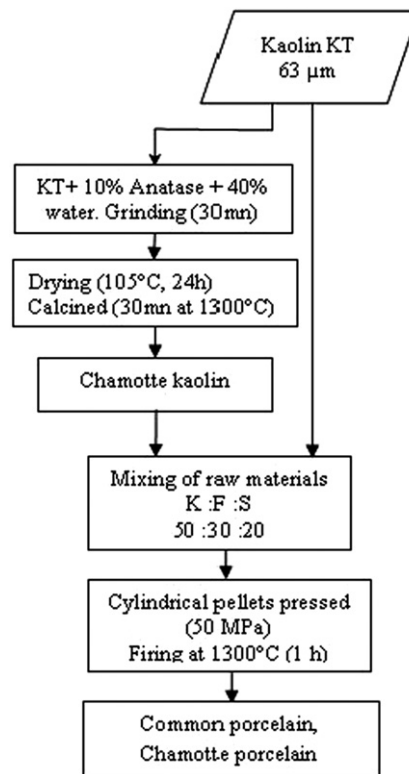 Kaolin KT
63 µm
KT+ 10% Anatase + 40%
water. Grinding (30mn)
Drying (105°C, 24h)
Calcined (30mn at 1300°C)
Chamotte kaolin
Mixing of raw materials
K :F :S
50 :30 :20
Cylindrical pellets pressed
(50 MPa)
Firing at 1300°C (1 h)
Common porcelain,
Chamotte porcelain